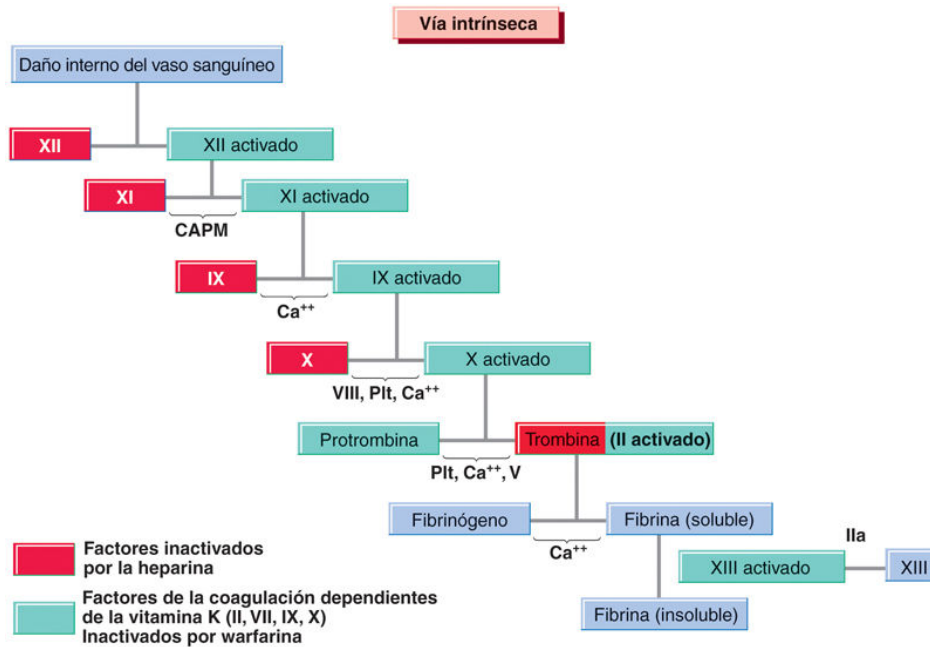 Vía intrínseca
Daño interno del vaso sanguíneo
XII
XII activado
XI
XI activado
CAPM
IX
IX activado
Ca⁺⁺
X
X activado
VIII, Plt, Ca⁺⁺
Protrombina
Trombina (II activado)
Plt, Ca⁺⁺, V
Fibrinógeno
Fibrina (soluble)
Ca⁺⁺
IIa
XIII activado
XIII
Fibrina (insoluble)
Factores inactivados
por la heparina
Factores de la coagulación dependientes
de la vitamina K (II, VII, IX, X)
Inactivados por warfarina